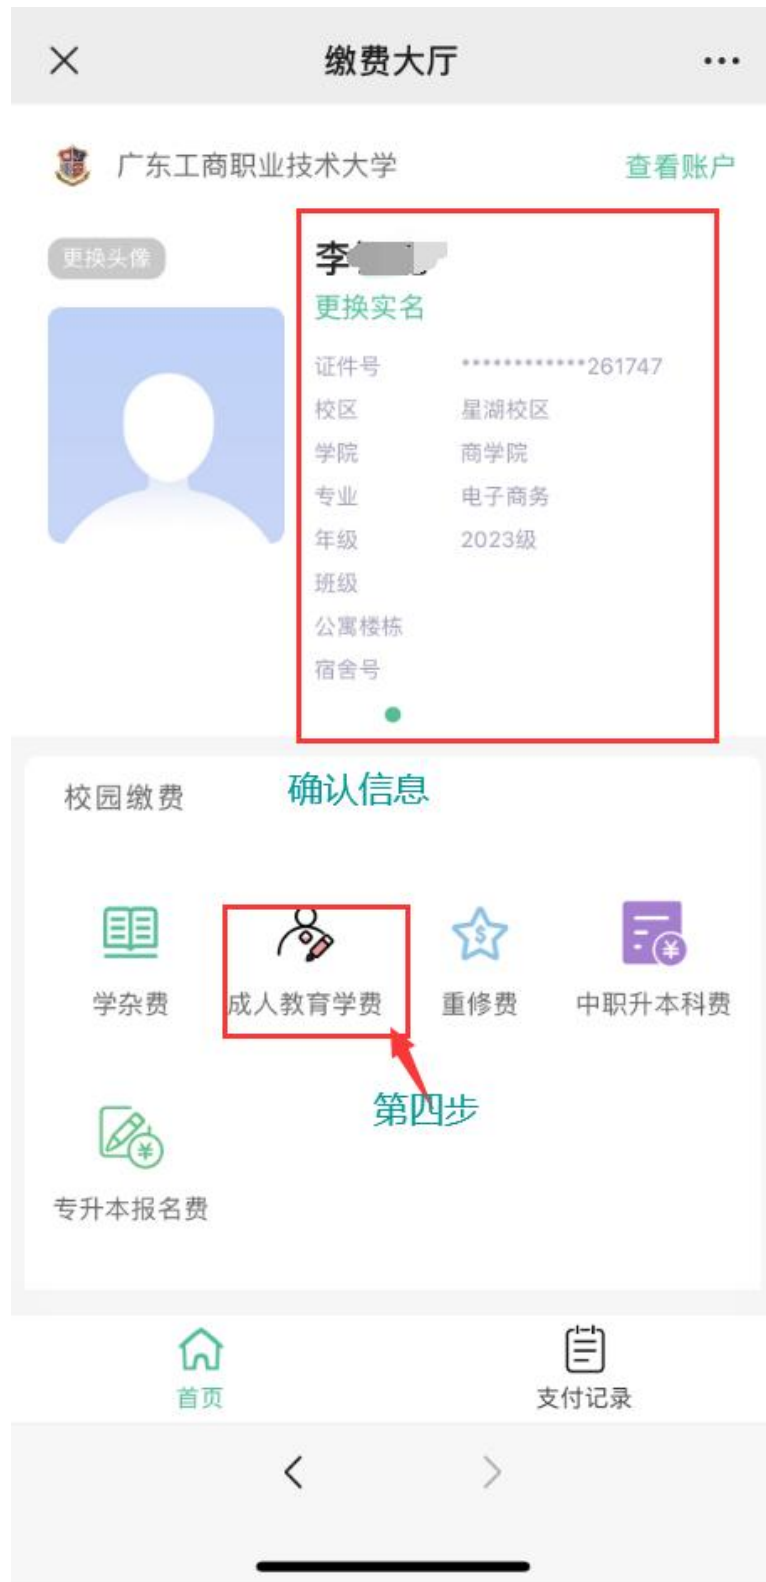 缴费大厅
广东工商职业技术大学
查看账户
更换头像
李
更换实名
证件号 ************261747
校区 星湖校区
学院 商学院
专业 电子商务
年级 2023级
班级
公寓楼栋
宿舍号
校园缴费
确认信息
学杂费 成人教育学费 重修费 中职升本科费
第四步
专升本报名费
首页 支付记录